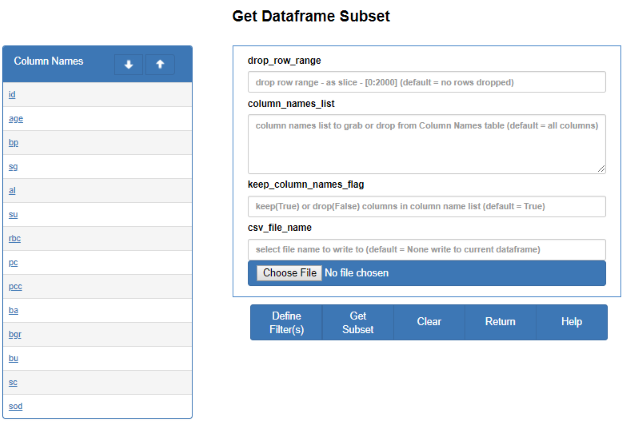 Get Dataframe Subset
Column Names
id
age
bp
sg
al
su
rbc
pc
pcc
ba
bgr
bu
sc
sod
drop_row_range
drop row range - as slice - [0:2000] (default = no rows dropped)
column_names_list
column names list to grab or drop from Column Names table (default = all columns)
keep_column_names_flag
keep(True) or drop(False) columns in column name list (default = True)
csv_file_name
select file name to write to (default = None write to current dataframe)
Choose File No file chosen
Define Filter(s)
Get Subset
Clear
Return
Help